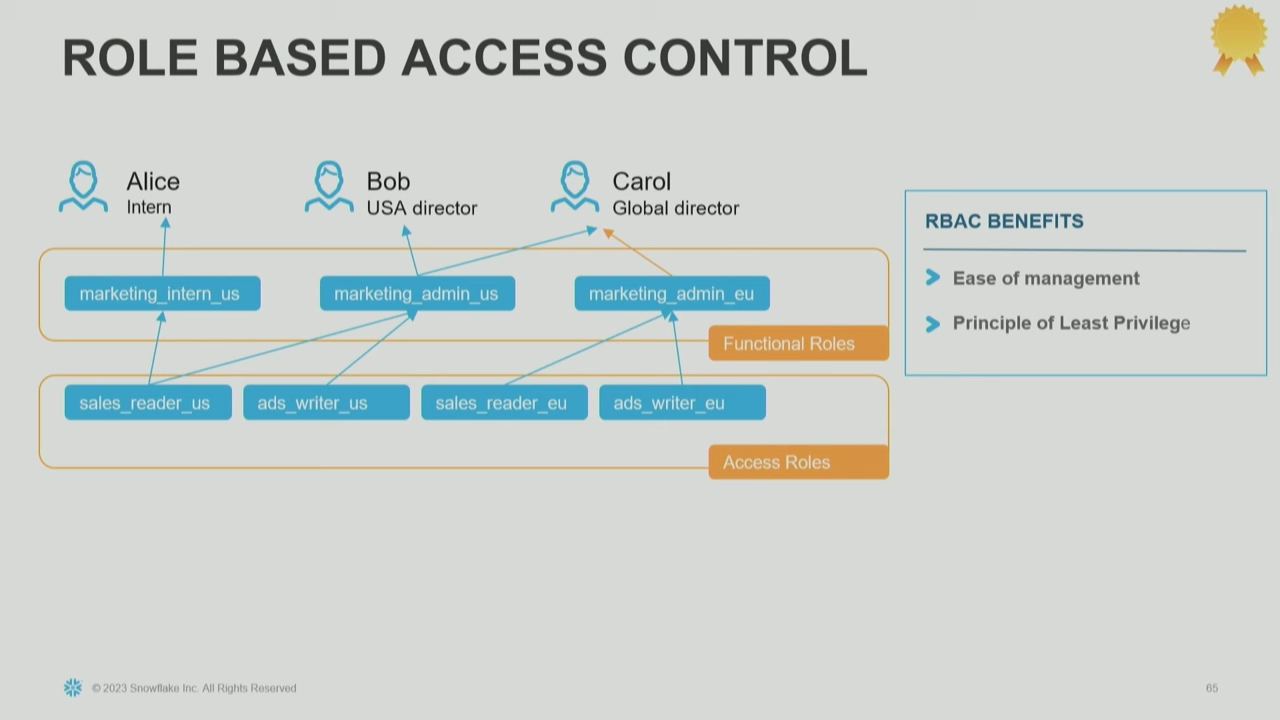 ROLE BASED ACCESS CONTROL
Alice
Intern
Bob
USA director
Carol
Global director
marketing_intern_us
marketing_admin_us
marketing_admin_eu
Functional Roles
sales_reader_us
ads_writer_us
sales_reader_eu
ads_writer_eu
Access Roles
RBAC BENEFITS
Ease of management
Principle of Least Privilege
© 2023 Snowflake Inc. All Rights Reserved
65